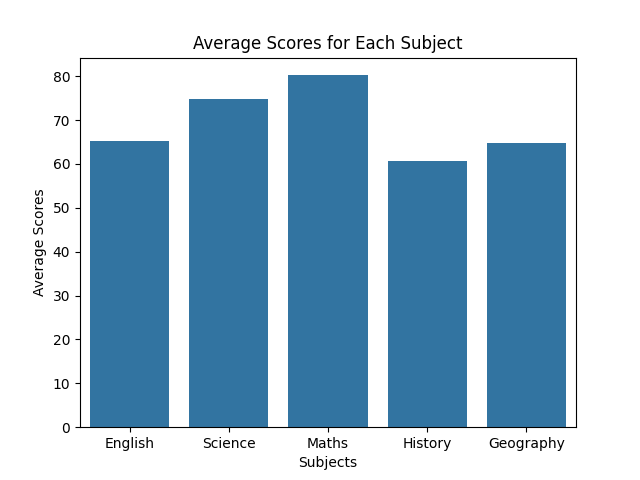 Average Scores for Each Subject
Average Scores
80
70
60
50
40
30
20
10
0
English Science Maths History Geography
Subjects